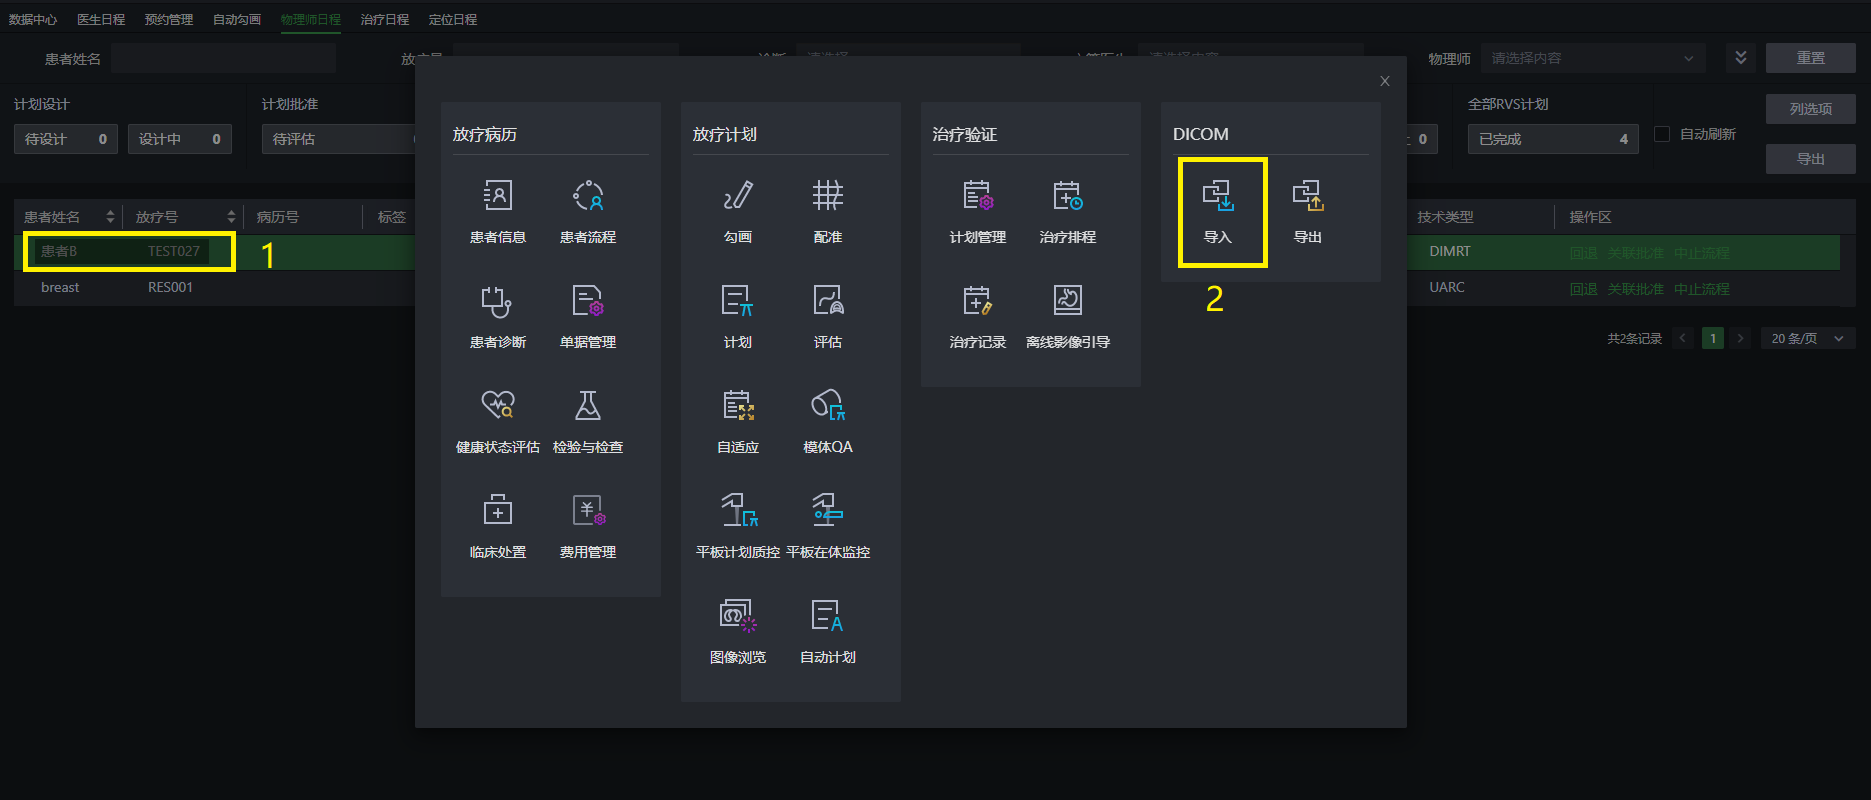 数据中心 医生日程 预约管理 自动勾画 物理师日程 治疗日程 定位日程
患者姓名 物理师 请选择内容 重置
计划设计 计划批准 全部RVS计划 列选项
待设计 0 设计中 0 待评估 0 已完成 4 自动刷新
导出
患者姓名 放疗号 病历号 标签 技术类型 操作区
患者B TEST027 1 DIMRT 回退 关联批准 中止流程
breast RES001 UARC 回退 关联批准 中止流程
共2条记录 1 20 条/页
X
放疗病历
患者信息 患者流程
患者诊断 单据管理
健康状态评估 检验与检查
临床处置 费用管理
放疗计划
勾画 配准
计划 评估
自适应 模体QA
平板计划质控 平板在体监控
图像浏览 自动计划
治疗验证
计划管理 治疗排程
治疗记录 离线影像引导
DICOM
导入 导出
2